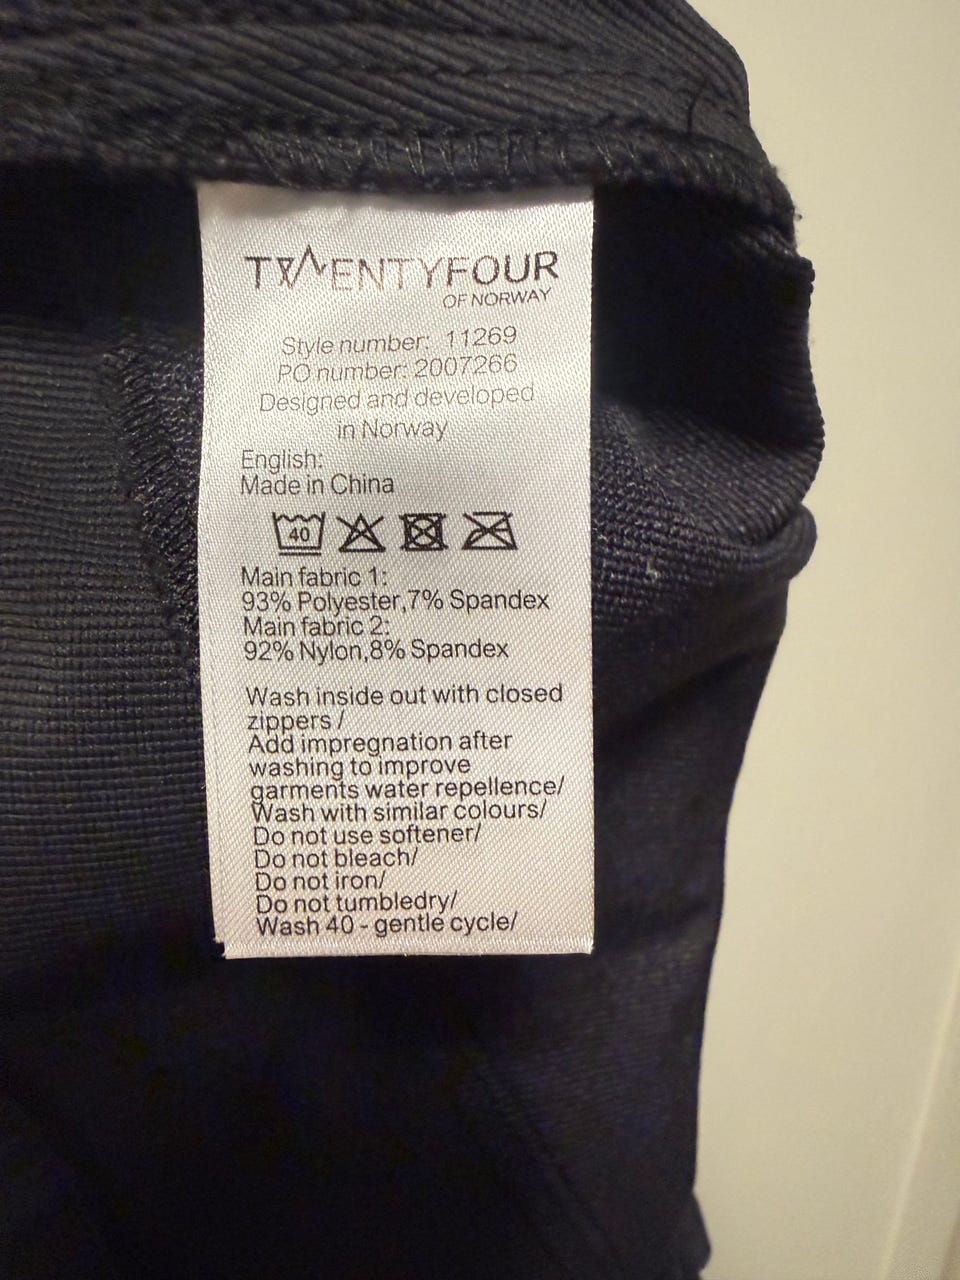 TWENTYFOUR
OF NORWAY
Style number: 11269
PO number: 2007266
Designed and developed
in Norway
English:
Made in China
40
Main fabric 1:
93% Polyester,7% Spandex
Main fabric 2:
92% Nylon,8% Spandex
Wash inside out with closed
zippers /
Add impregnation after
washing to improve
garments water repellence/
Wash with similar colours/
Do not use softener/
Do not bleach/
Do not iron/
Do not tumbledry/
Wash 40 - gentle cycle/